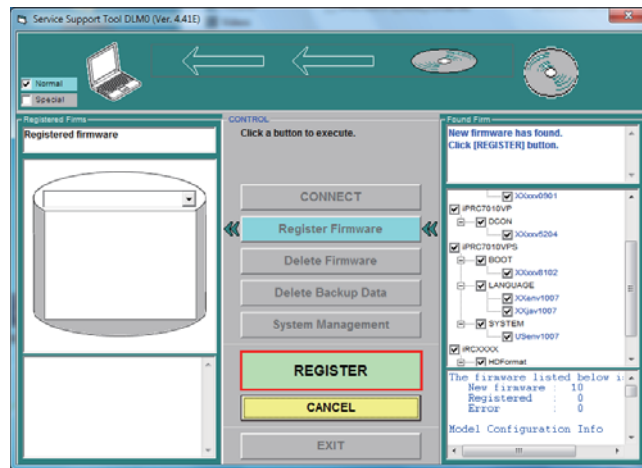 Service Support Tool DLM0 (Ver. 4.41E)
Normal
Special
Registered Firms
Registered firmware
CONTROL
Click a button to execute.
CONNECT
Register Firmware
Delete Firmware
Delete Backup Data
System Management
REGISTER
CANCEL
EXIT
Found Firm
New firmware has found.
Click [REGISTER] button.
XXxxv0901
iPRC7010VP
DCON
XXxxv5204
iPRC7010VPS
BOOT
XXxxv8102
LANGUAGE
XXenv1007
XXjav1007
SYSTEM
USenv1007
iRCXXXX
HDFormat
The firmware listed below i
New firmware : 10
Registered : 0
Error : 0
Model Configuration Info